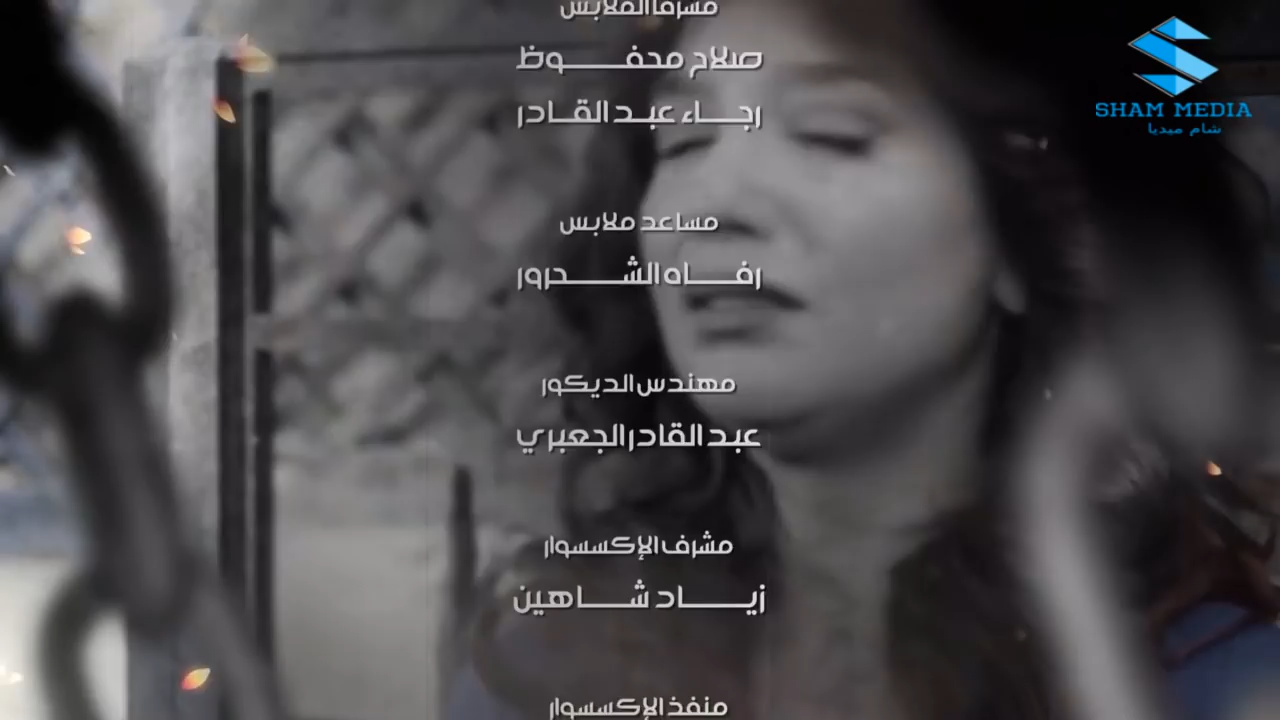 مشرفا الملابس
صلاح محفوظ
رجاء عبد القادر
مساعد ملابس
رفاه الشدرور
مهندس الديكور
عبد القادر الجعبري
مشرف الإكسسوار
زياد شاهين
منفذ الإكسسوار
SHAM MEDIA
شام ميديا